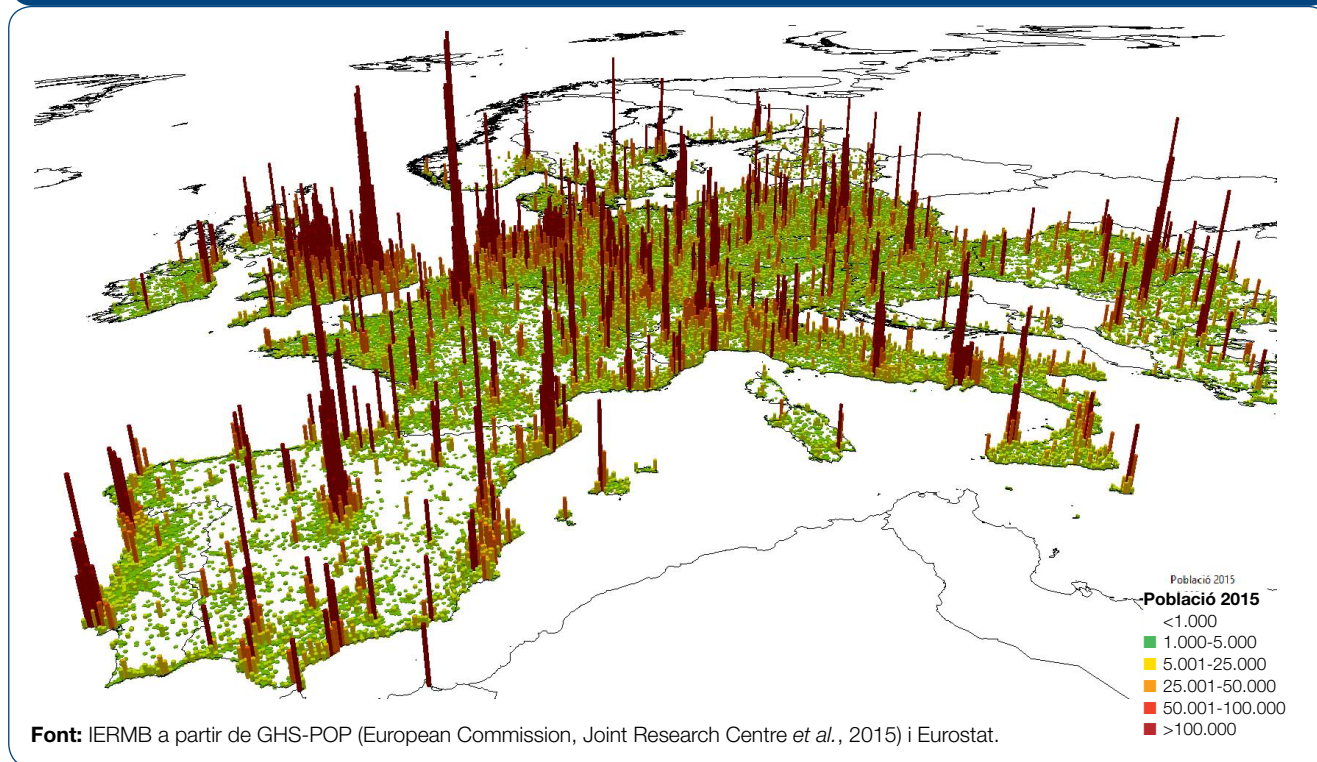 Població 2015
Població 2015
<1.000
1.000-5.000
5.001-25.000
25.001-50.000
50.001-100.000
>100.000
Font: IERMB a partir de GHS-POP (European Commission, Joint Research Centre et al., 2015) i Eurostat.